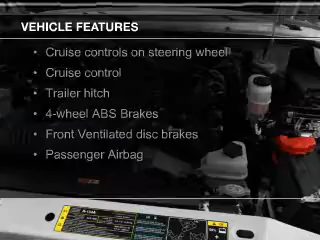 VEHICLE FEATURES
• Cruise controls on steering wheel
• Cruise control
• Trailer hitch
• 4-wheel ABS Brakes
• Front Ventilated disc brakes
• Passenger Airbag